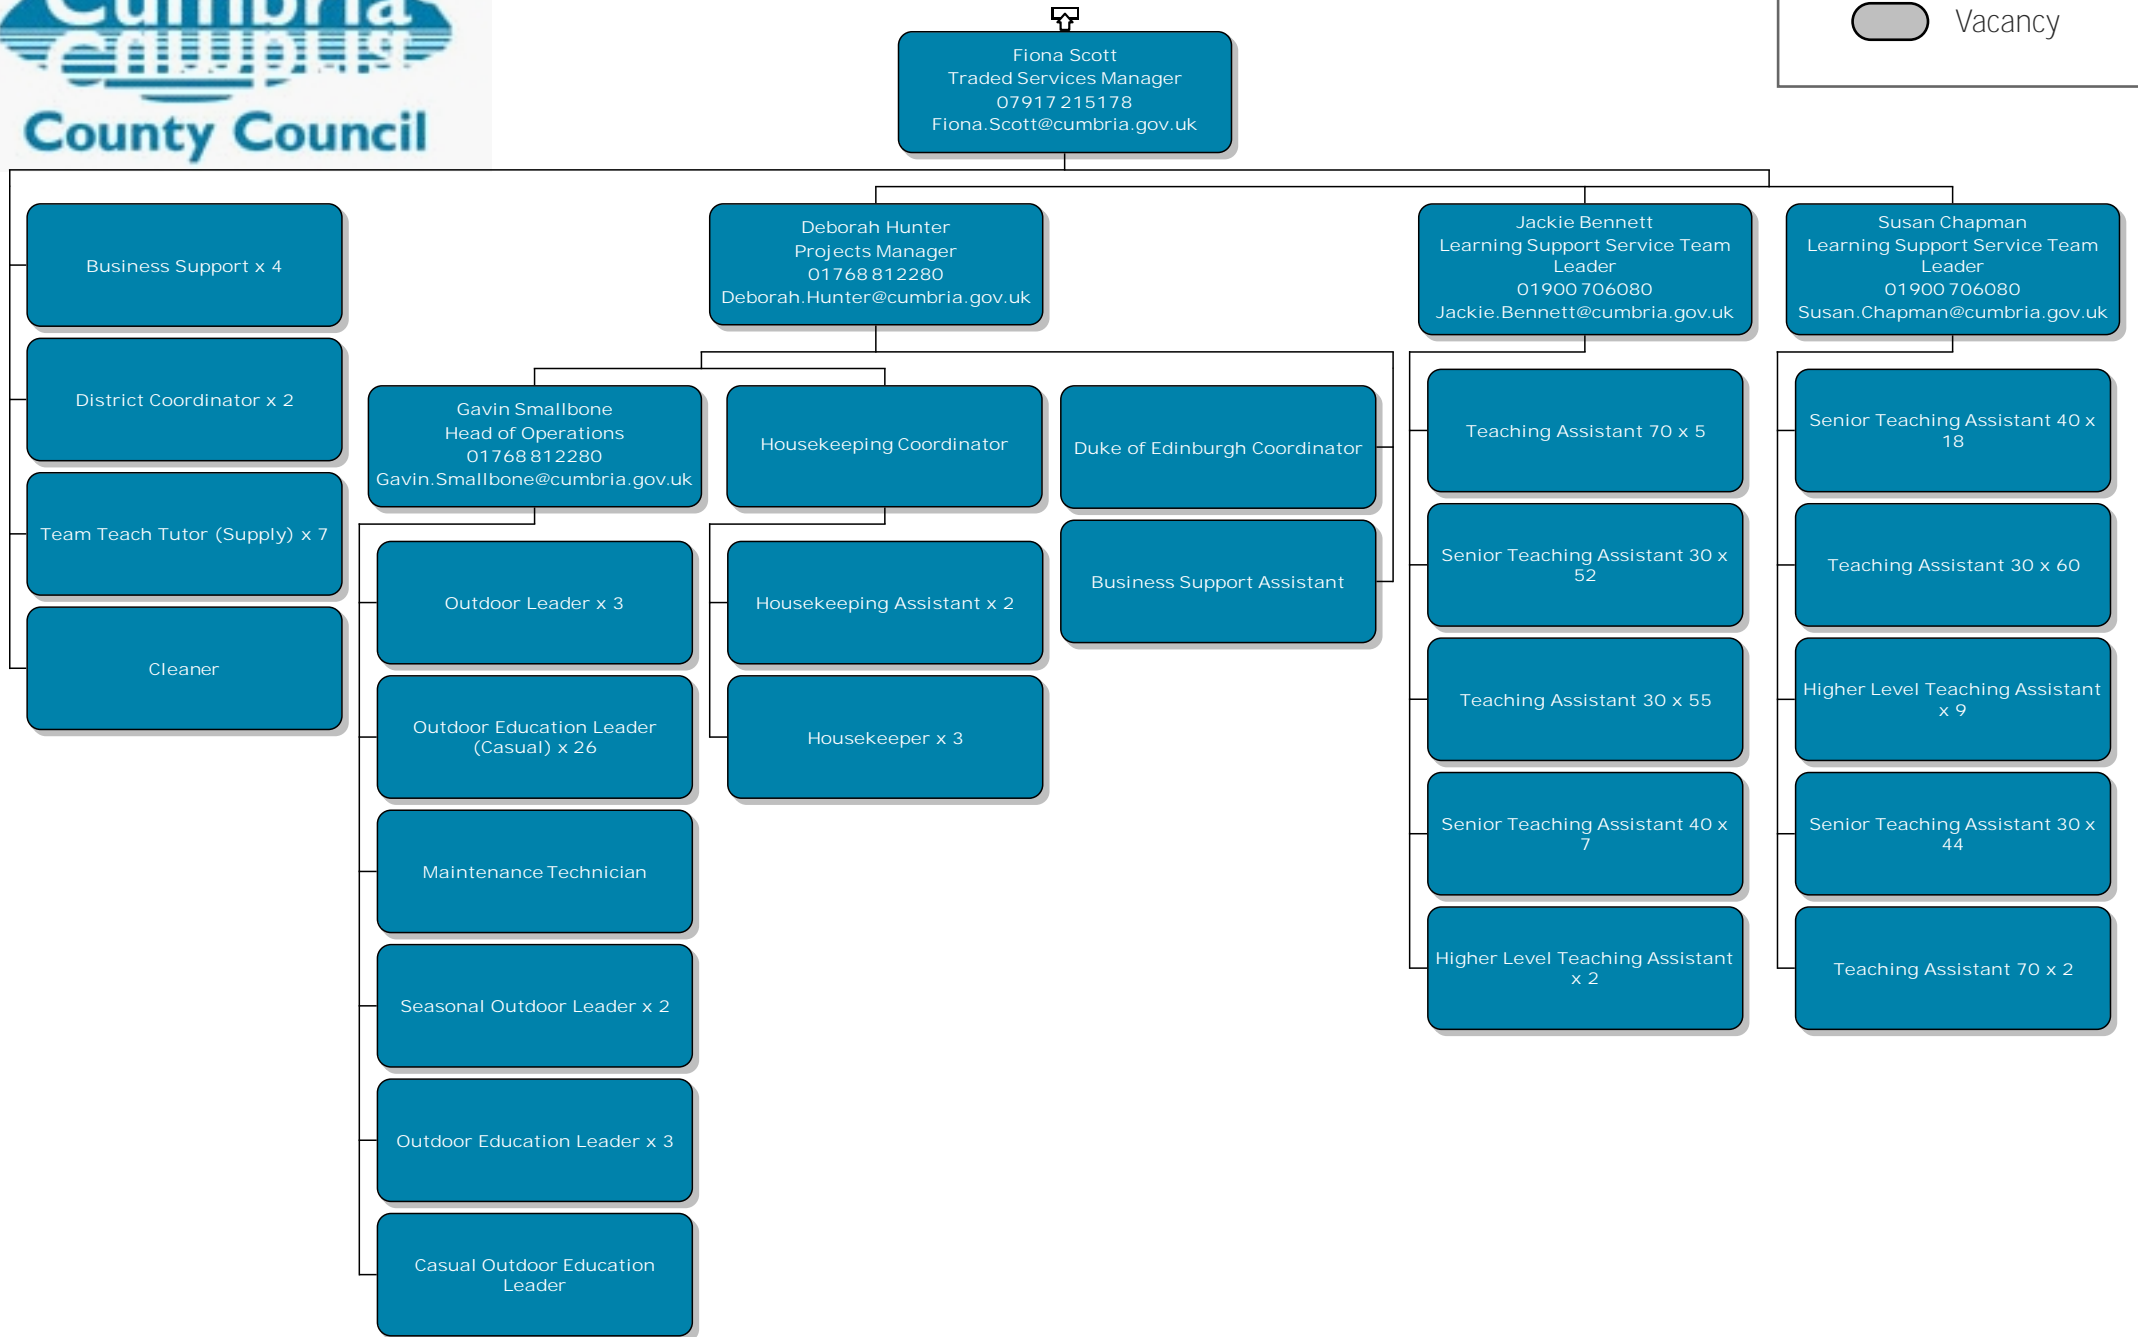 Cumbria
County Council
Vacancy
Fiona Scott
Traded Services Manager
07917 215178
Fiona.Scott@cumbria.gov.uk
Business Support x 4
District Coordinator x 2
Team Teach Tutor (Supply) x 7
Cleaner
Deborah Hunter
Projects Manager
01768 812280
Deborah.Hunter@cumbria.gov.uk
Gavin Smallbone
Head of Operations
01768 812280
Gavin.Smallbone@cumbria.gov.uk
Outdoor Leader x 3
Outdoor Education Leader
(Casual) x 26
Maintenance Technician
Seasonal Outdoor Leader x 2
Outdoor Education Leader x 3
Casual Outdoor Education
Leader
Housekeeping Coordinator
Housekeeping Assistant x 2
Housekeeper x 3
Duke of Edinburgh Coordinator
Business Support Assistant
Jackie Bennett
Learning Support Service Team
Leader
01900 706080
Jackie.Bennett@cumbria.gov.uk
Teaching Assistant 70 x 5
Senior Teaching Assistant 30 x
52
Teaching Assistant 30 x 55
Senior Teaching Assistant 40 x
7
Higher Level Teaching Assistant
x 2
Susan Chapman
Learning Support Service Team
Leader
01900 706080
Susan.Chapman@cumbria.gov.uk
Senior Teaching Assistant 40 x
18
Teaching Assistant 30 x 60
Higher Level Teaching Assistant
x 9
Senior Teaching Assistant 30 x
44
Teaching Assistant 70 x 2